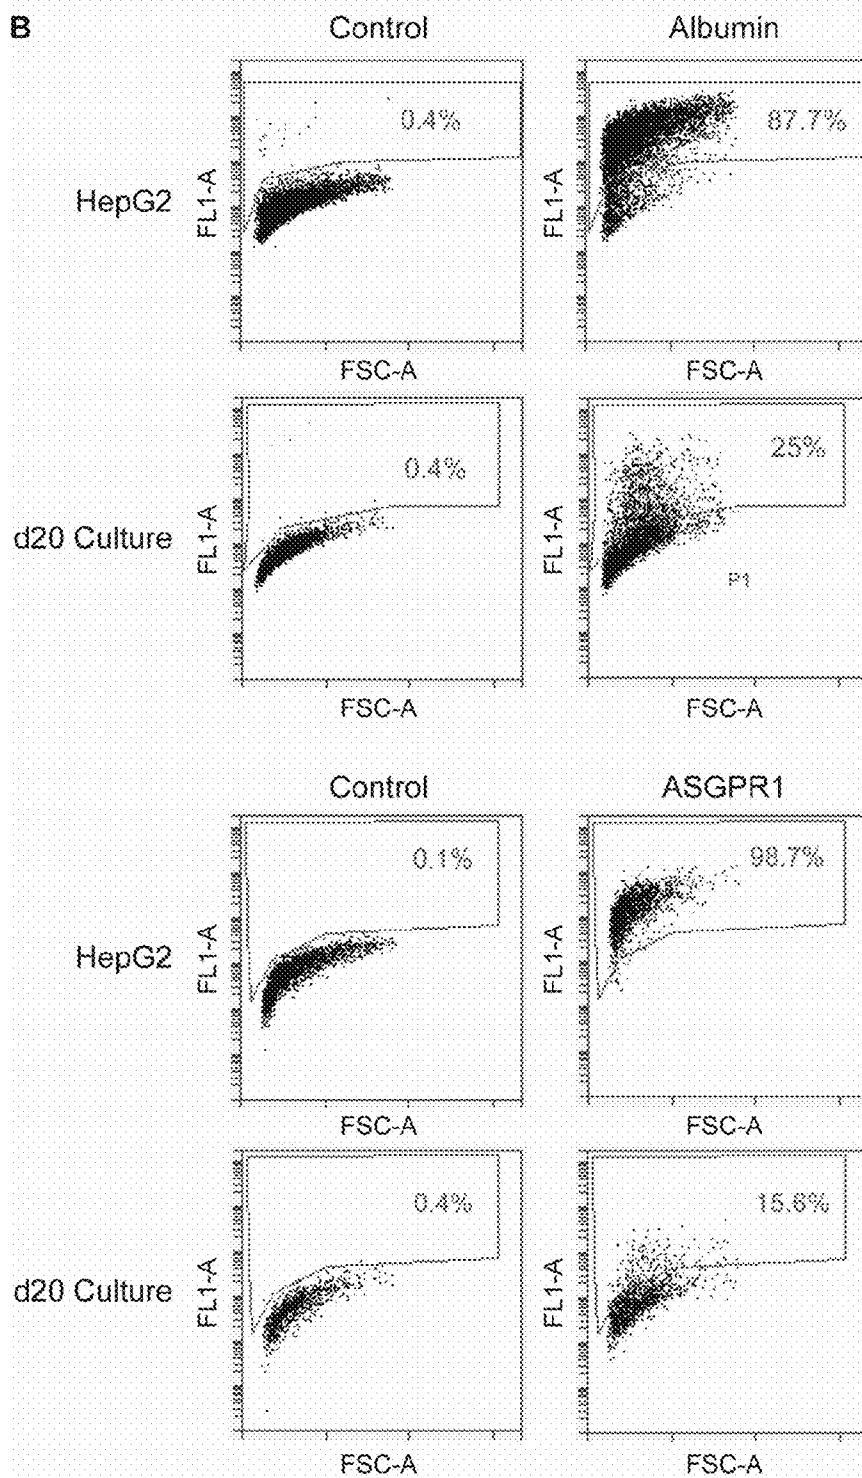 B
Control Albumin
HepG2 FL1-A 0.4% FL1-A 87.7%
FSC-A FSC-A
d20 Culture FL1-A 0.4% FL1-A 25%
P1
FSC-A FSC-A
Control ASGPR1
HepG2 FL1-A 0.1% FL1-A 98.7%
FSC-A FSC-A
d20 Culture FL1-A 0.4% FL1-A 15.6%
FSC-A FSC-A